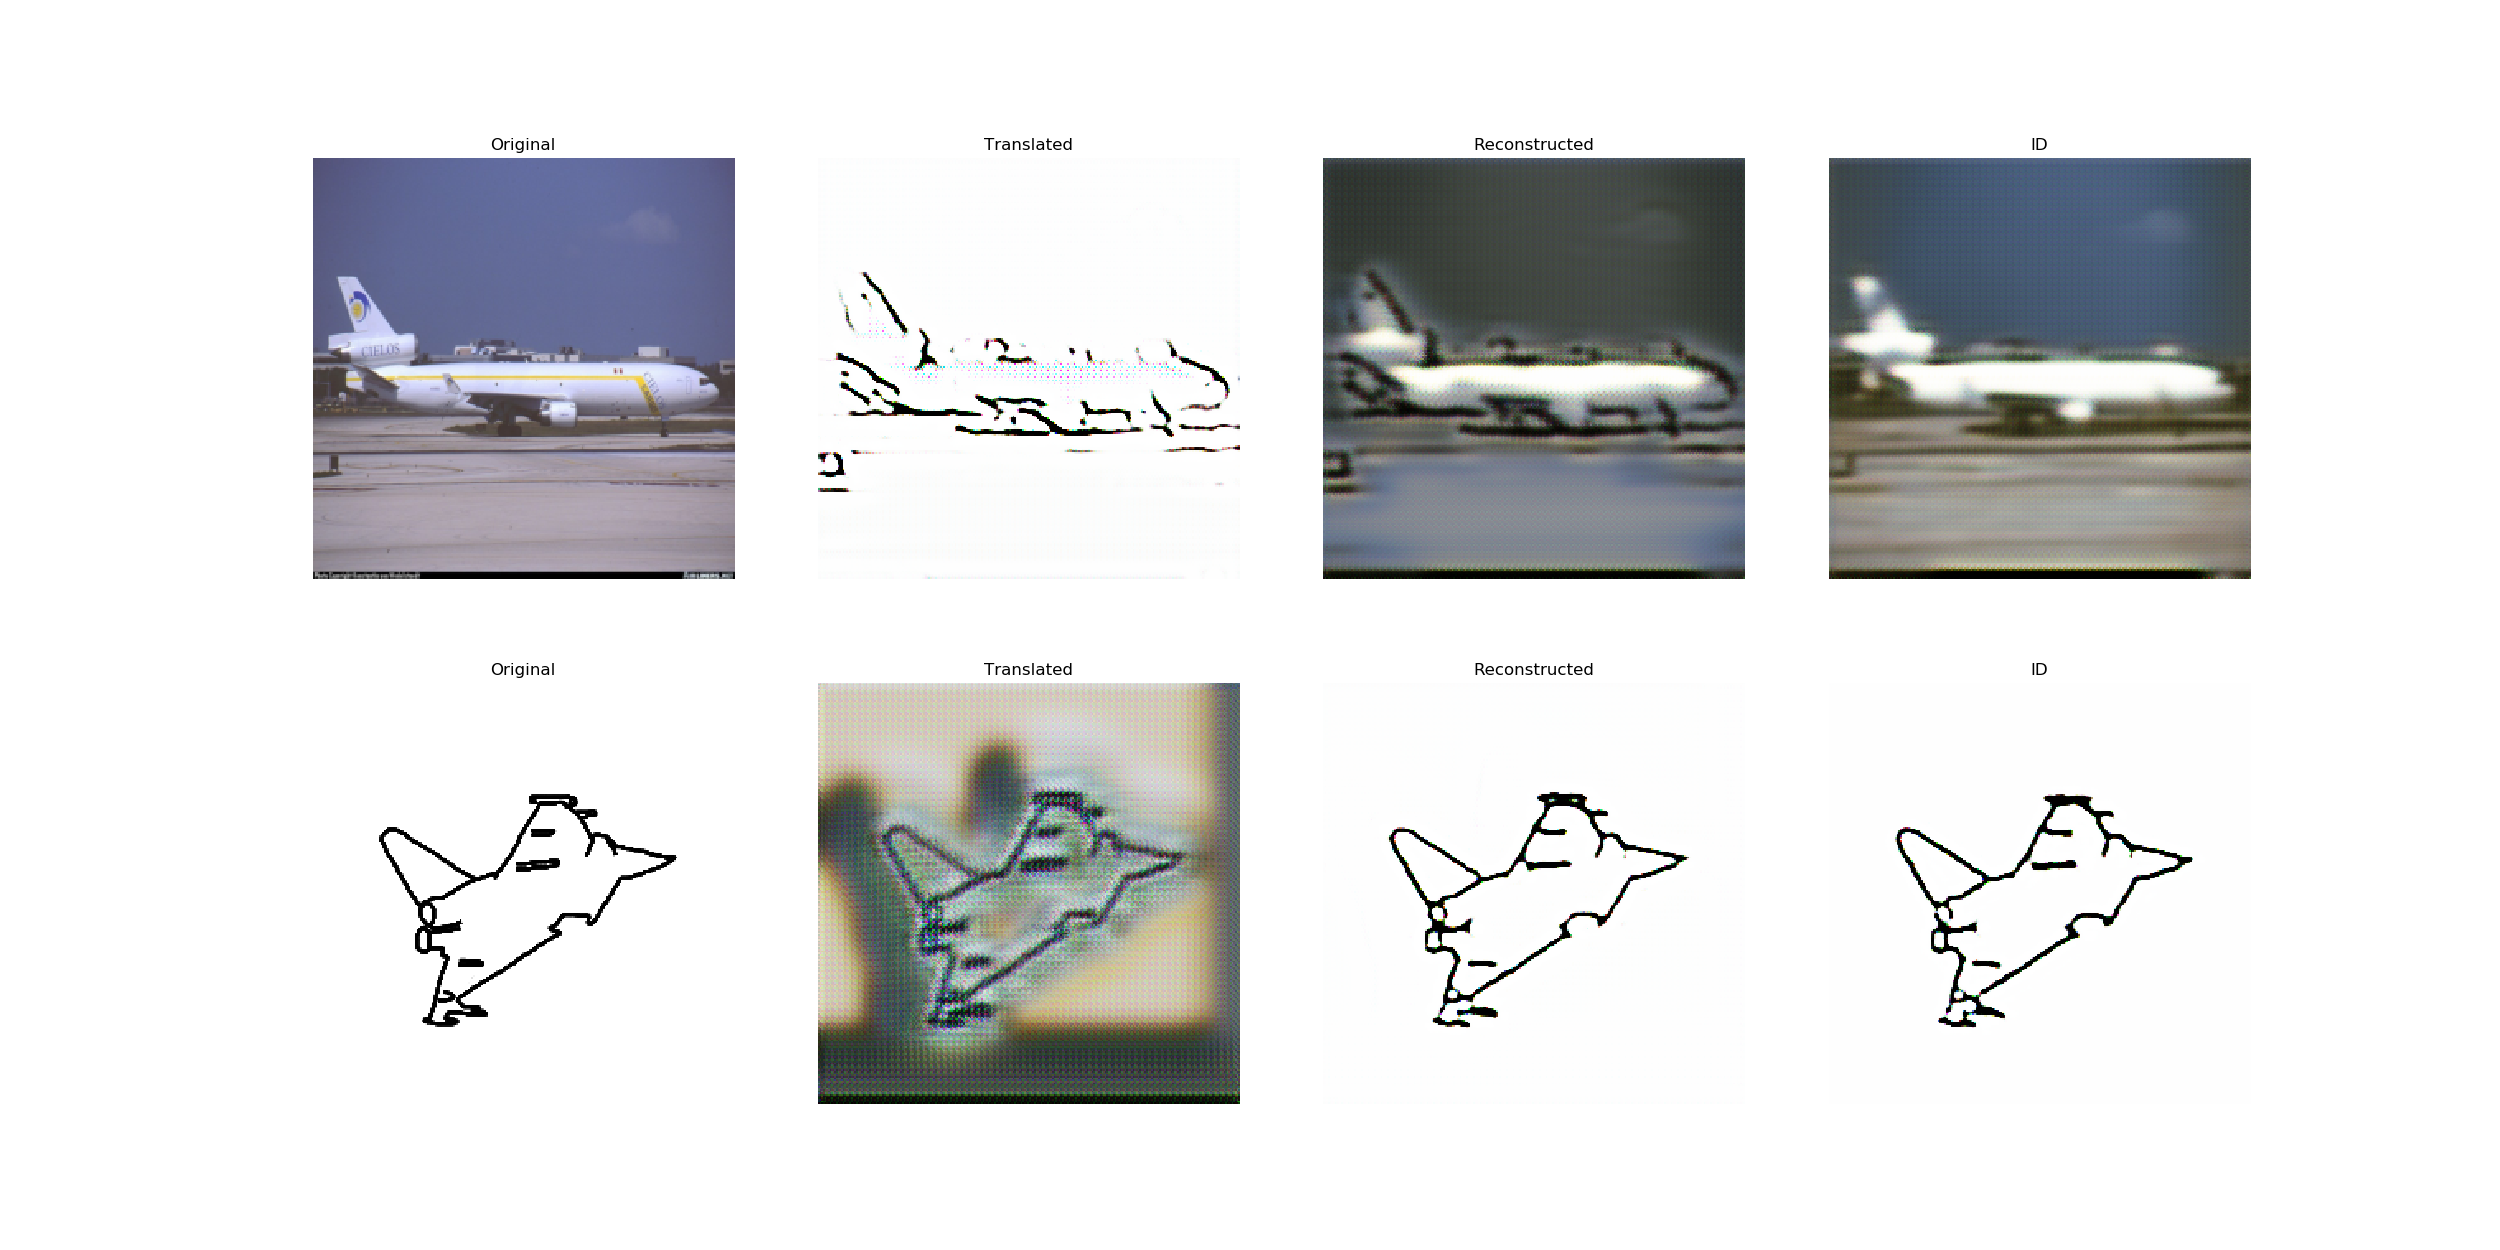 Original
Translated
Reconstructed
ID
CIELOS
Original
Translated
Reconstructed
ID